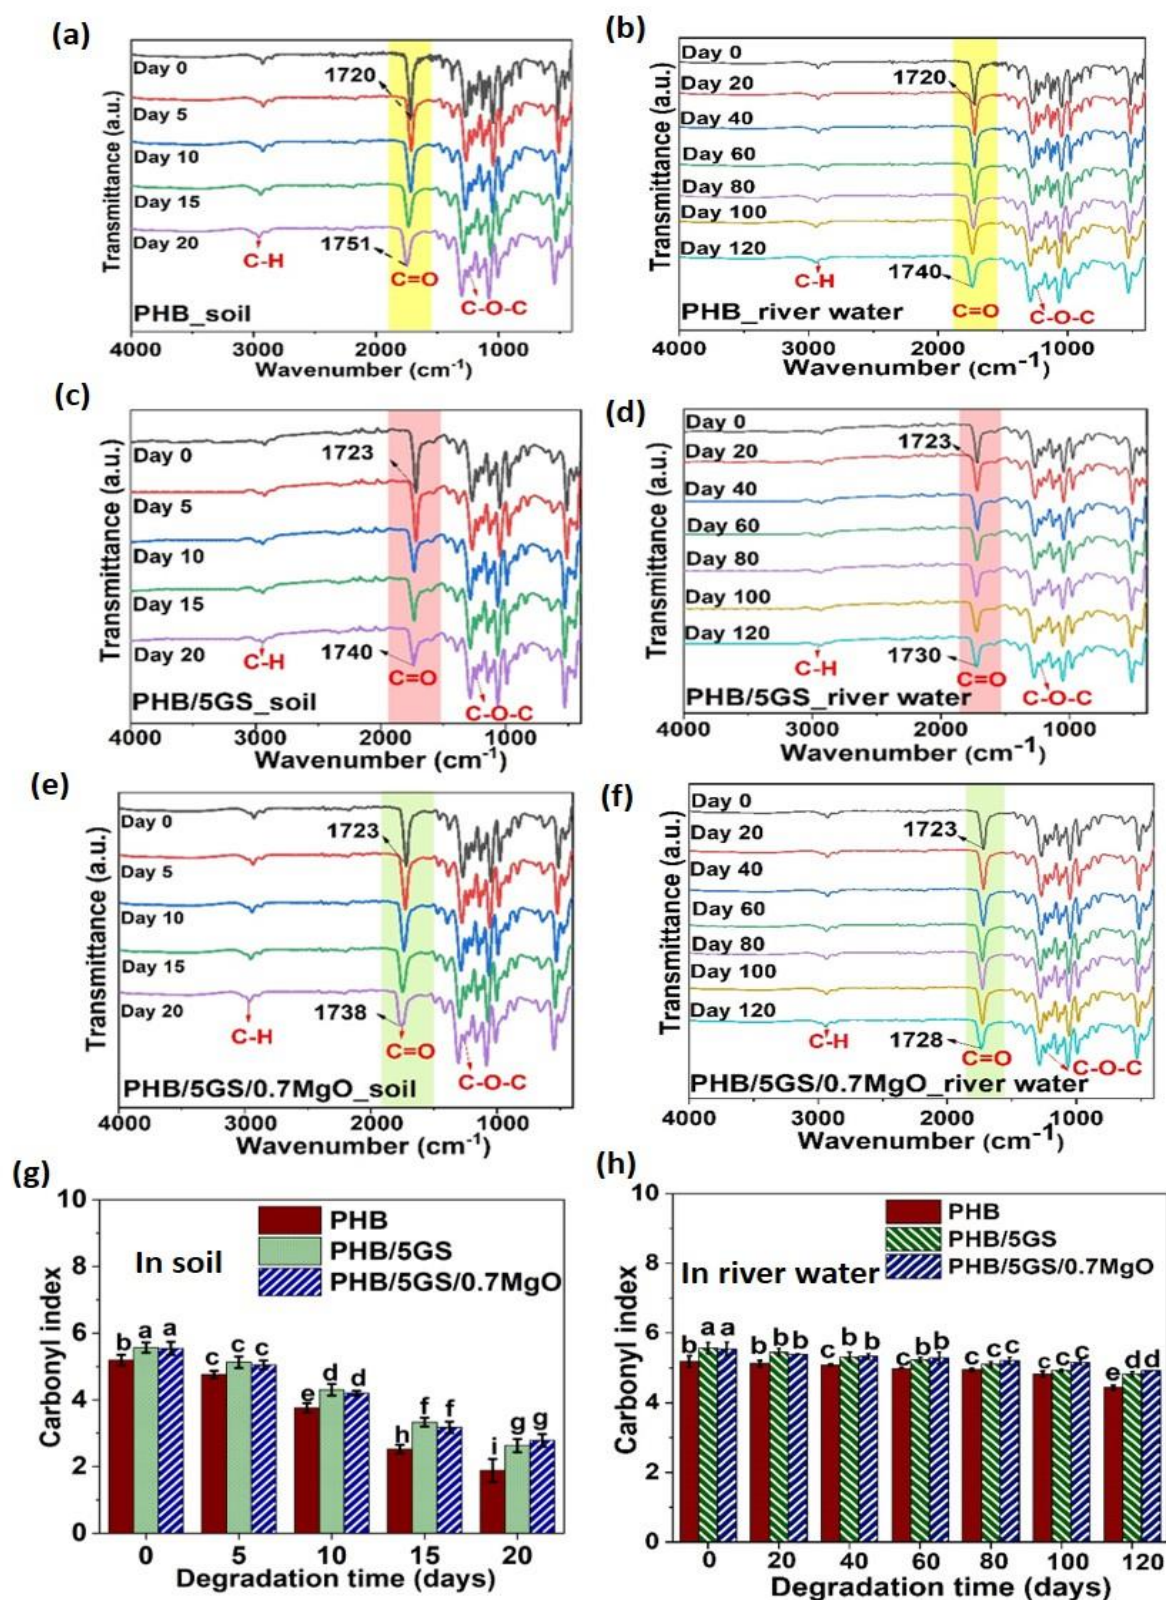 (a)
Day 0
Day 5
Day 10
Day 15
Day 20
1720
1751
C-H
C=O
C-O-C
PHB_soil
Transmittance (a.u.)
4000 3000 2000 1000
Wavenumber (cm⁻¹)
(b)
Day 0
Day 20
Day 40
Day 60
Day 80
Day 100
Day 120
1720
1740
C-H
C=O
C-O-C
PHB_river water
Transmittance (a.u.)
4000 3000 2000 1000
Wavenumber (cm⁻¹)
(c)
Day 0
Day 5
Day 10
Day 15
Day 20
1723
1740
C-H
C=O
C-O-C
PHB/5GS_soil
Transmittance (a.u.)
4000 3000 2000 1000
Wavenumber (cm⁻¹)
(d)
Day 0
Day 20
Day 40
Day 60
Day 80
Day 100
Day 120
1723
1730
C-H
C=O
C-O-C
PHB/5GS_river water
Transmittance (a.u.)
4000 3000 2000 1000
Wavenumber (cm⁻¹)
(e)
Day 0
Day 5
Day 10
Day 15
Day 20
1723
1738
C-H
C=O
C-O-C
PHB/5GS/0.7MgO_soil
Transmittance (a.u.)
4000 3000 2000 1000
Wavenumber (cm⁻¹)
(f)
Day 0
Day 20
Day 40
Day 60
Day 80
Day 100
Day 120
1723
1728
C-H
C=O
C-O-C
PHB/5GS/0.7MgO_river water
Transmittance (a.u.)
4000 3000 2000 1000
Wavenumber (cm⁻¹)
(g)
PHB
PHB/5GS
PHB/5GS/0.7MgO
In soil
Carbonyl index
10
8
6
4
2
0
b a a c c c e d d h f f i g g
0 5 10 15 20
Degradation time (days)
(h)
PHB
PHB/5GS
PHB/5GS/0.7MgO
In river water
Carbonyl index
10
8
6
4
2
0
b a a b b b c b b c b b c c c c c c e d d
0 20 40 60 80 100 120
Degradation time (days)